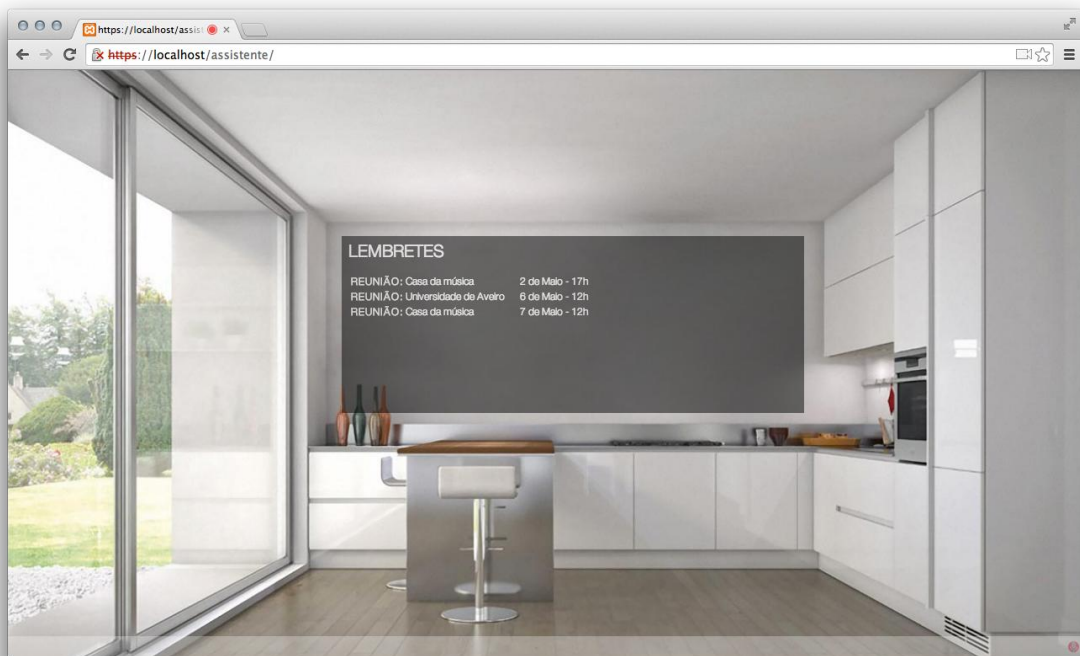 https://localhost/assist
https://localhost/assistente/
LEMBRETES
REUNIÃO: Casa da música 2 de Maio - 17h
REUNIÃO: Universidade de Aveiro 6 de Maio - 12h
REUNIÃO: Casa da música 7 de Maio - 12h